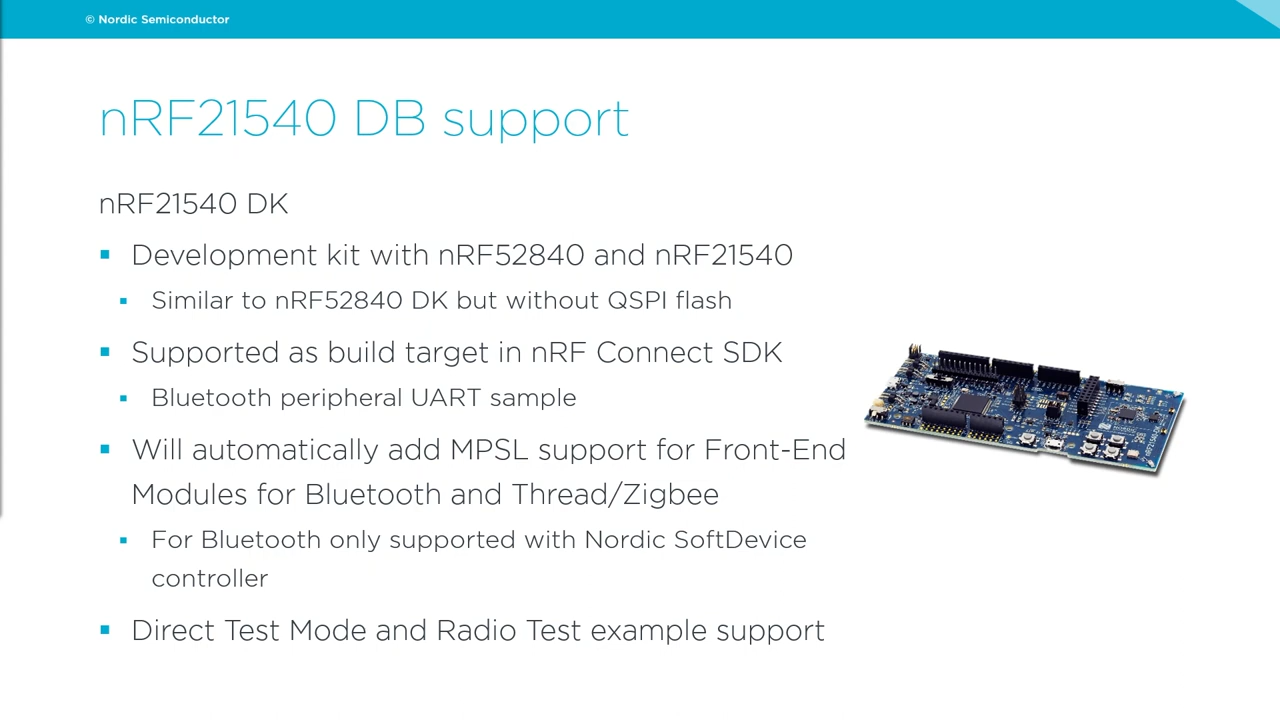 © Nordic Semiconductor
nRF21540 DB support
nRF21540 DK
▪ Development kit with nRF52840 and nRF21540
▪ Similar to nRF52840 DK but without QSPI flash
▪ Supported as build target in nRF Connect SDK
▪ Bluetooth peripheral UART sample
▪ Will automatically add MPSL support for Front-End
Modules for Bluetooth and Thread/Zigbee
▪ For Bluetooth only supported with Nordic SoftDevice
controller
▪ Direct Test Mode and Radio Test example support